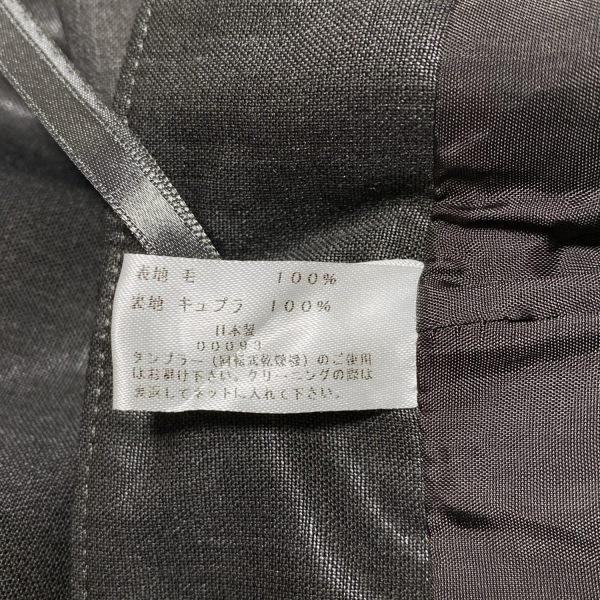 表地 毛 100%
裏地 キュプラ 100%
日本製
00093
タンブラー(回転式乾燥機)のご使用
はお避け下さい。クリーニングの際は
裏返してネットに入れて下さい。